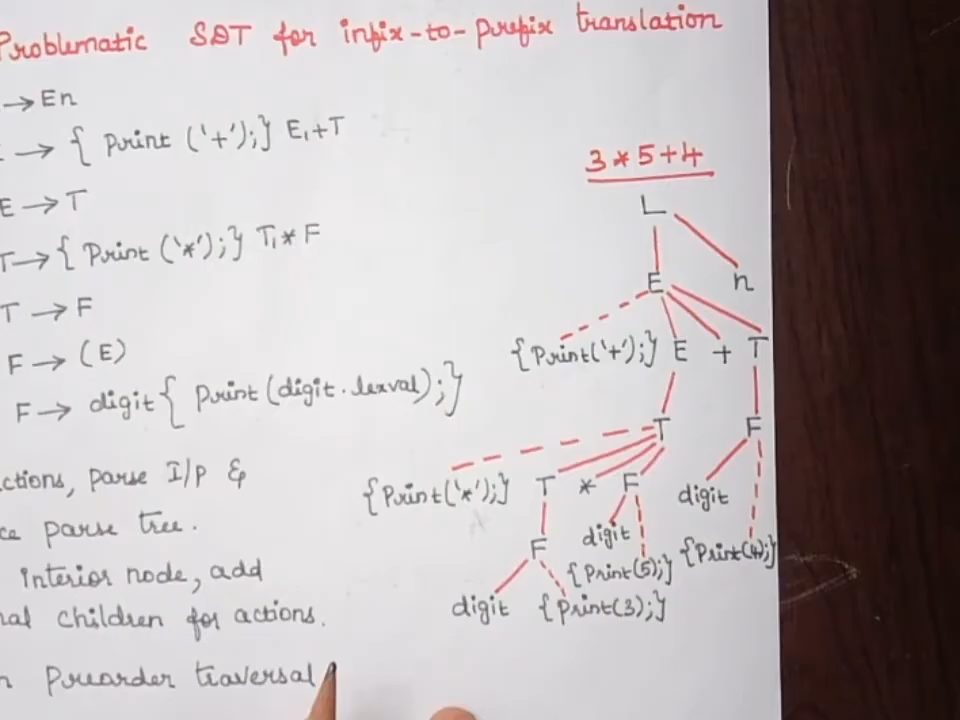 Problematic SDT for infix-to-prefix translation
→ En
→ { Print ('+');} E₁+T
E → T
T → { Print ('*');} T₁ * F
T → F
F → (E)
F → digit { Print (digit.lexval);}
ctions, parse I/P &
ce parse tree.
interior node, add
nal children for actions.
n Preorder traversal
3*5+4
L
E n
{Print('+');} E + T
T F
{Print('*');} T * F digit
F digit {Print(5);} {Print(4);}
digit {Print(3);}